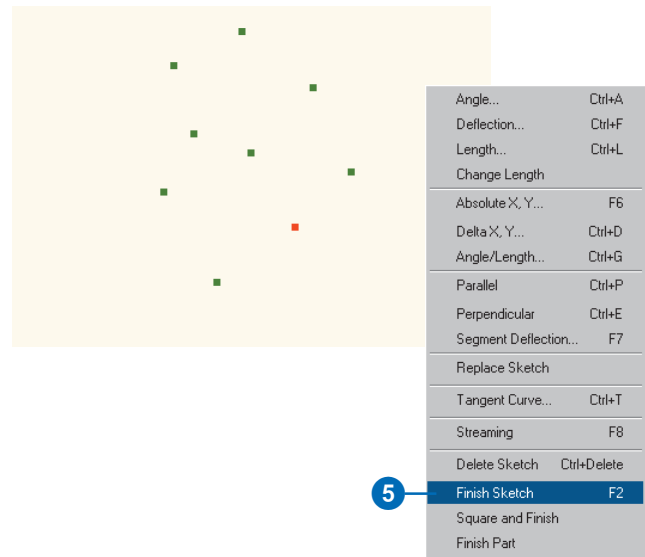 Angle... Ctrl+A
Deflection... Ctrl+F
Length... Ctrl+L
Change Length
Absolute X, Y... F6
Delta X, Y... Ctrl+D
Angle/Length... Ctrl+G
Parallel Ctrl+P
Perpendicular Ctrl+E
Segment Deflection... F7
Replace Sketch
Tangent Curve... Ctrl+T
Streaming F8
Delete Sketch Ctrl+Delete
5 Finish Sketch F2
Square and Finish
Finish Part